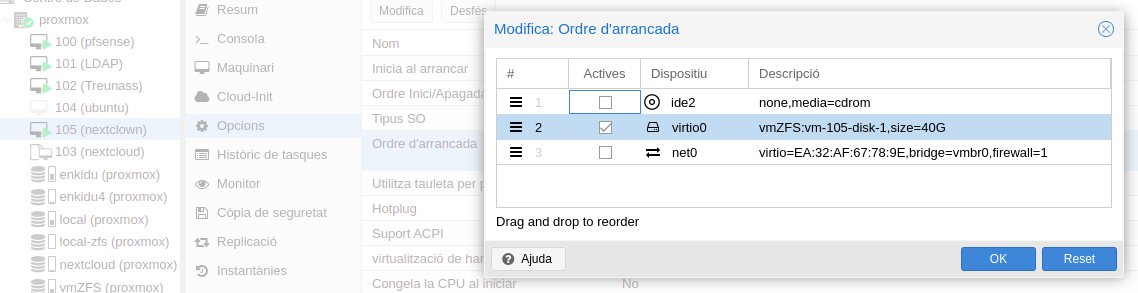 Centre de Dades
proxmox
100 (pfsense)
101 (LDAP)
102 (Treunass)
104 (ubuntu)
105 (nextclown)
103 (nextcloud)
enkidu (proxmox)
enkidu4 (proxmox)
local (proxmox)
local-zfs (proxmox)
nextcloud (proxmox)
vmZFS (proxmox)
Resum
Consola
Maquinari
Cloud-Init
Opcions
Històric de tasques
Monitor
Còpia de seguretat
Replicació
Instantànies
Modifica Desfés
Nom
Inicia al arrancar
Ordre Inici/Apagada
Tipus SO
Ordre d'arrancada
Utilitza tauleta per p
Hotplug
Suport ACPI
virtualització de har
Congela la CPU al iniciar No
Modifica: Ordre d'arrancada
# Actives Dispositiu Descripció
1 ide2 none,media=cdrom
2 virtio0 vmZFS:vm-105-disk-1,size=40G
3 net0 virtio=EA:32:AF:67:78:9E,bridge=vmbr0,firewall=1
Drag and drop to reorder
Ajuda OK Reset